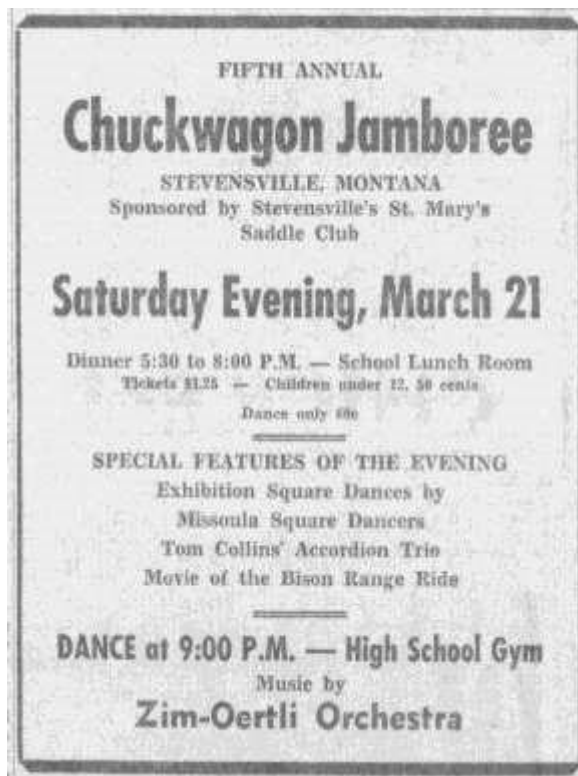 FIFTH ANNUAL
Chuckwagon Jamboree
STEVENSVILLE, MONTANA
Sponsored by Stevensville's St. Mary's
Saddle Club
Saturday Evening, March 21
Dinner 5:30 to 8:00 P.M. — School Lunch Room
Tickets $1.25 — Children under 12, 50 cents
Dance only
SPECIAL FEATURES OF THE EVENING
Exhibition Square Dances by
Missoula Square Dancers
Tom Collins' Accordion Trio
Movie of the Bison Range Ride
DANCE at 9:00 P.M. — High School Gym
Music by
Zim-Oertli Orchestra